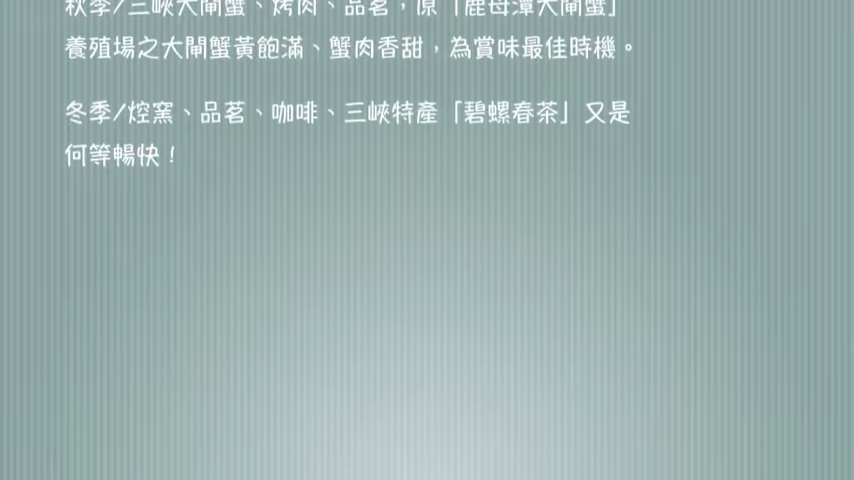 秋季/三峽大閘蟹、烤肉、品茗，原「鹿母潭大閘蟹」
養殖場之大閘蟹黃飽滿、蟹肉香甜，為賞味最佳時機。
冬季/焢窯、品茗、咖啡、三峽特產「碧螺春茶」又是
何等暢快！